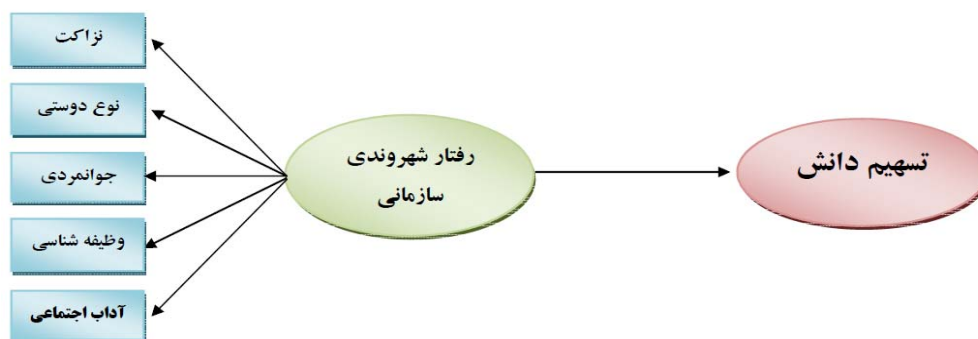 نزاکت
نوع دوستی
جوانمردی
وظیفه شناسی
آداب اجتماعی
رفتار شهروندی
سازمانی
تسهیم دانش